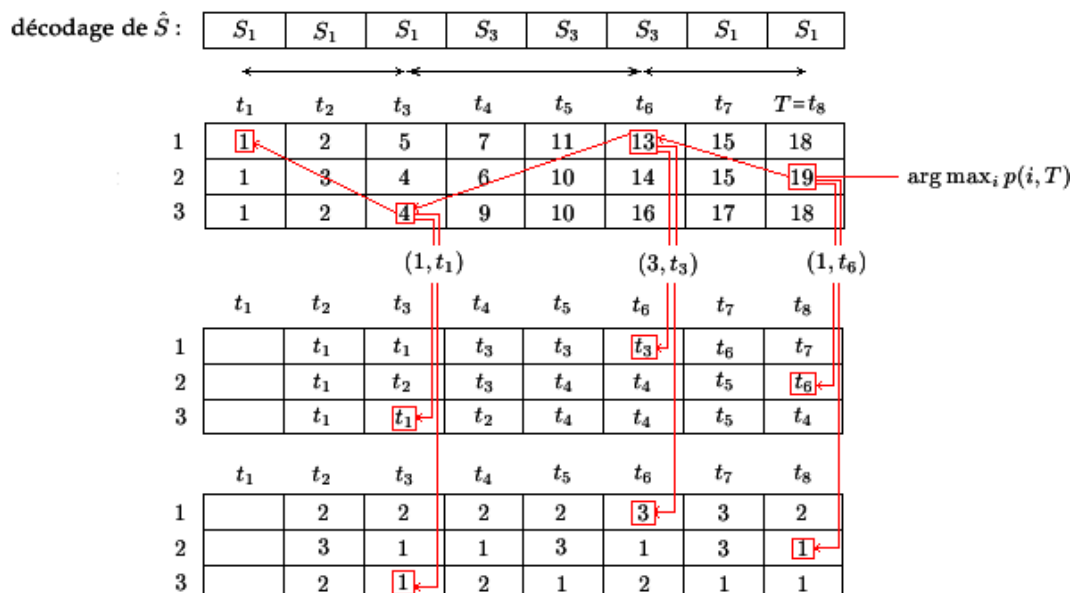 décodage de Ŝ : S₁ S₁ S₁ S₃ S₃ S₃ S₁ S₁
t₁ t₂ t₃ t₄ t₅ t₆ t₇ T=t₈
1 1 2 5 7 11 13 15 18
2 1 3 4 6 10 14 15 19 arg maxᵢ p(i, T)
3 1 2 4 9 10 16 17 18
(1, t₁) (3, t₃) (1, t₆)
t₁ t₂ t₃ t₄ t₅ t₆ t₇ t₈
1 t₁ t₁ t₃ t₃ t₃ t₆ t₇
2 t₁ t₂ t₃ t₄ t₄ t₅ t₆
3 t₁ t₁ t₂ t₄ t₄ t₅ t₄
t₁ t₂ t₃ t₄ t₅ t₆ t₇ t₈
1 2 2 2 2 3 3 2
2 3 1 1 3 1 3 1
3 2 1 2 1 2 1 1